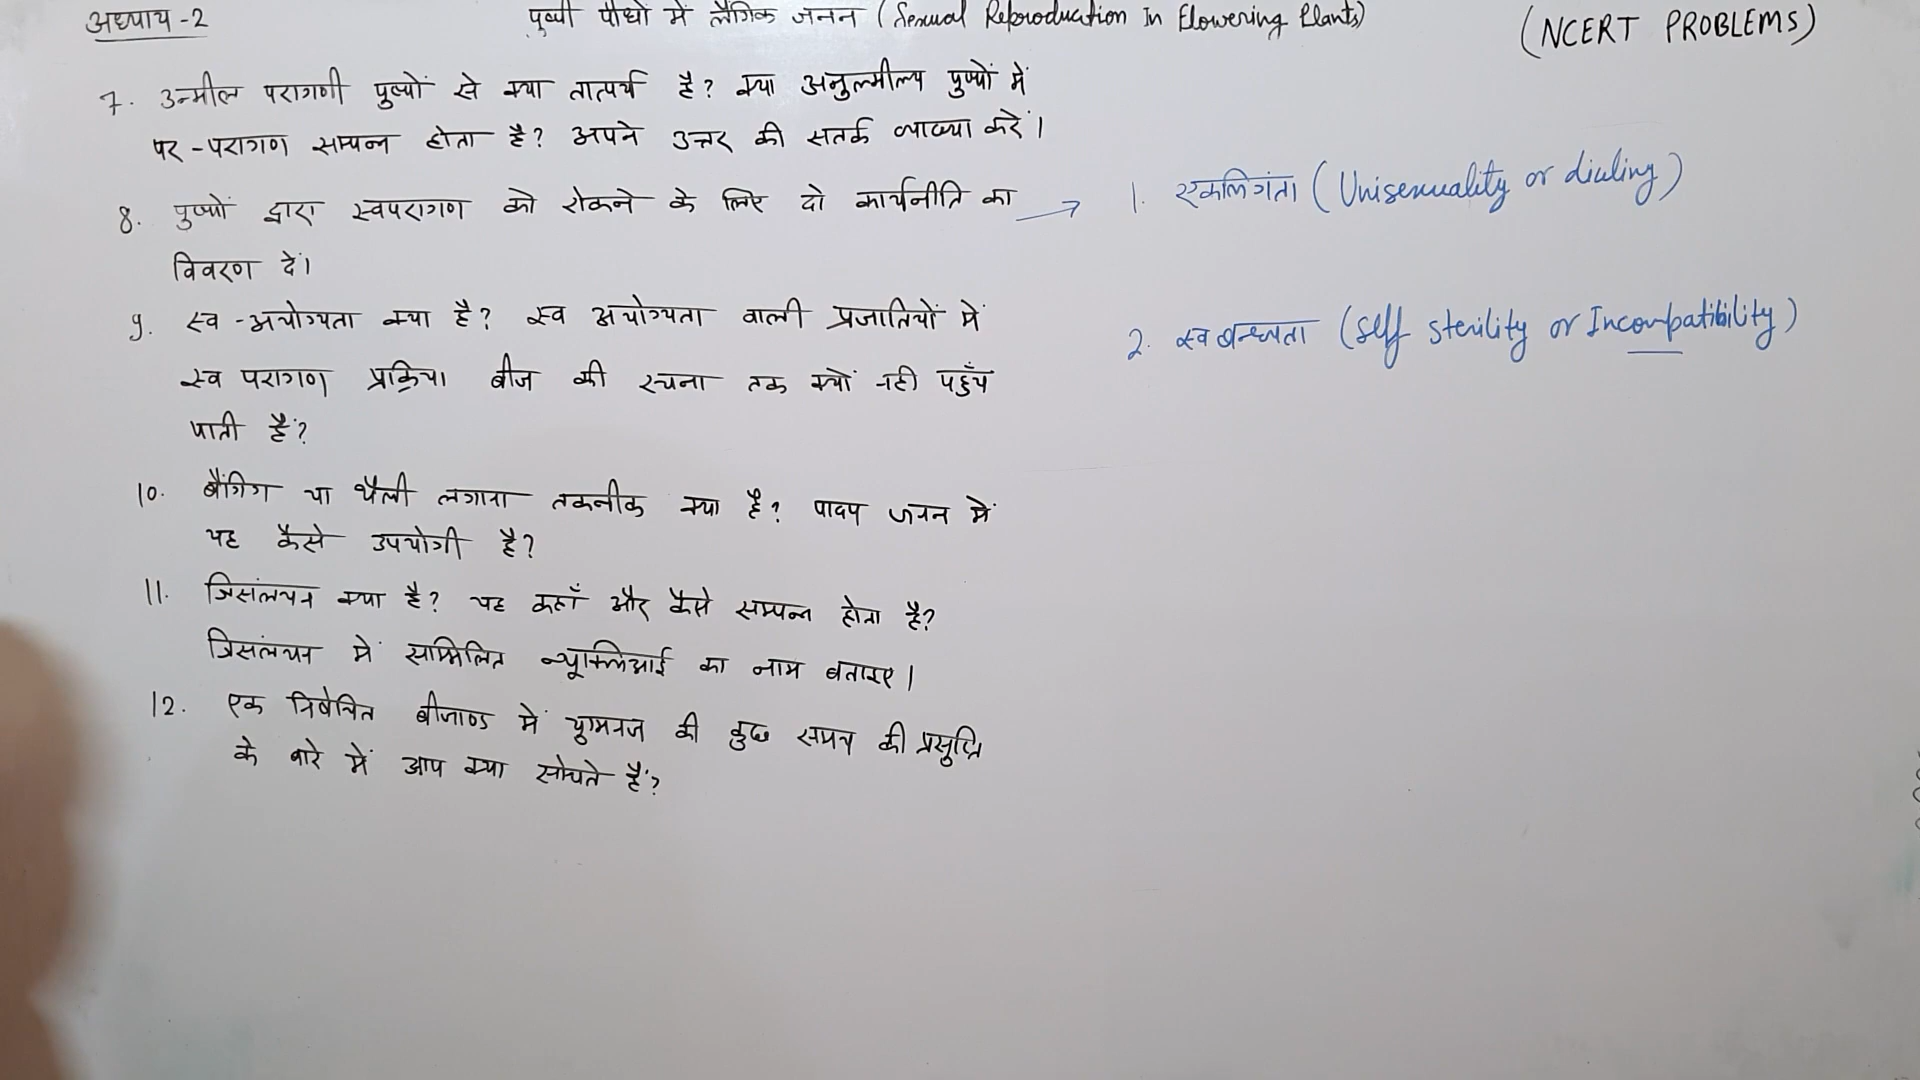 अध्याय -2
पुष्पी पौधों में लैंगिक जनन (Sexual Reproduction In Flowering Plants)
(NCERT PROBLEMS)
7. उन्मील परागणी पुष्पों से क्या तात्पर्य है? क्या अनुन्मील्य पुष्पों में
पर-परागण सम्पन्न होता है? अपने उत्तर की सतर्क व्याख्या करें।
8. पुष्पों द्वारा स्वपरागण को रोकने के लिए दो कार्यनीति का
विवरण दें।
1. एकलिंगता (Unisexuality or dicliny)
9. स्व-अयोग्यता क्या है? स्व अयोग्यता वाली प्रजातियों में
2. स्व बन्ध्यता (self sterility or Incompatibility)
स्व परागण प्रक्रिया बीज की रचना तक क्यों नही पहुँच
पाती हैं?
10. बैगिंग या थैली लगाना तकनीक क्या है? पादप जनन में
यह कैसे उपयोगी है?
11. त्रिसंलयन क्या है? यह कहाँ और कैसे सम्पन्न होता है?
त्रिसंलयन में सम्मिलित न्यूक्लिआई का नाम बताएं।
12. एक निषेचित बीजाण्ड में युग्मनज की कुछ समय की प्रसुप्ति
के बारे में आप क्या सोचते हैं?